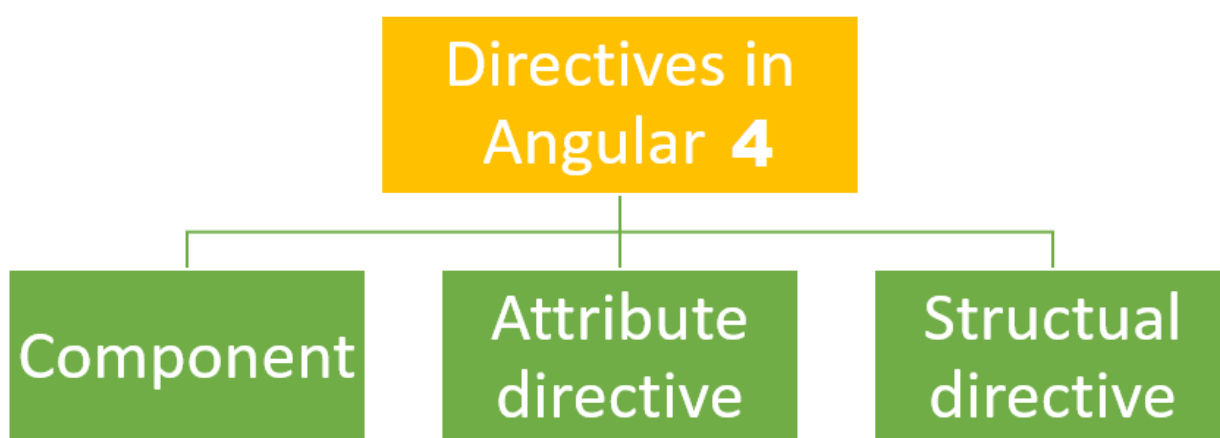 Directives in
Angular 4
Component
Attribute
directive
Structual
directive